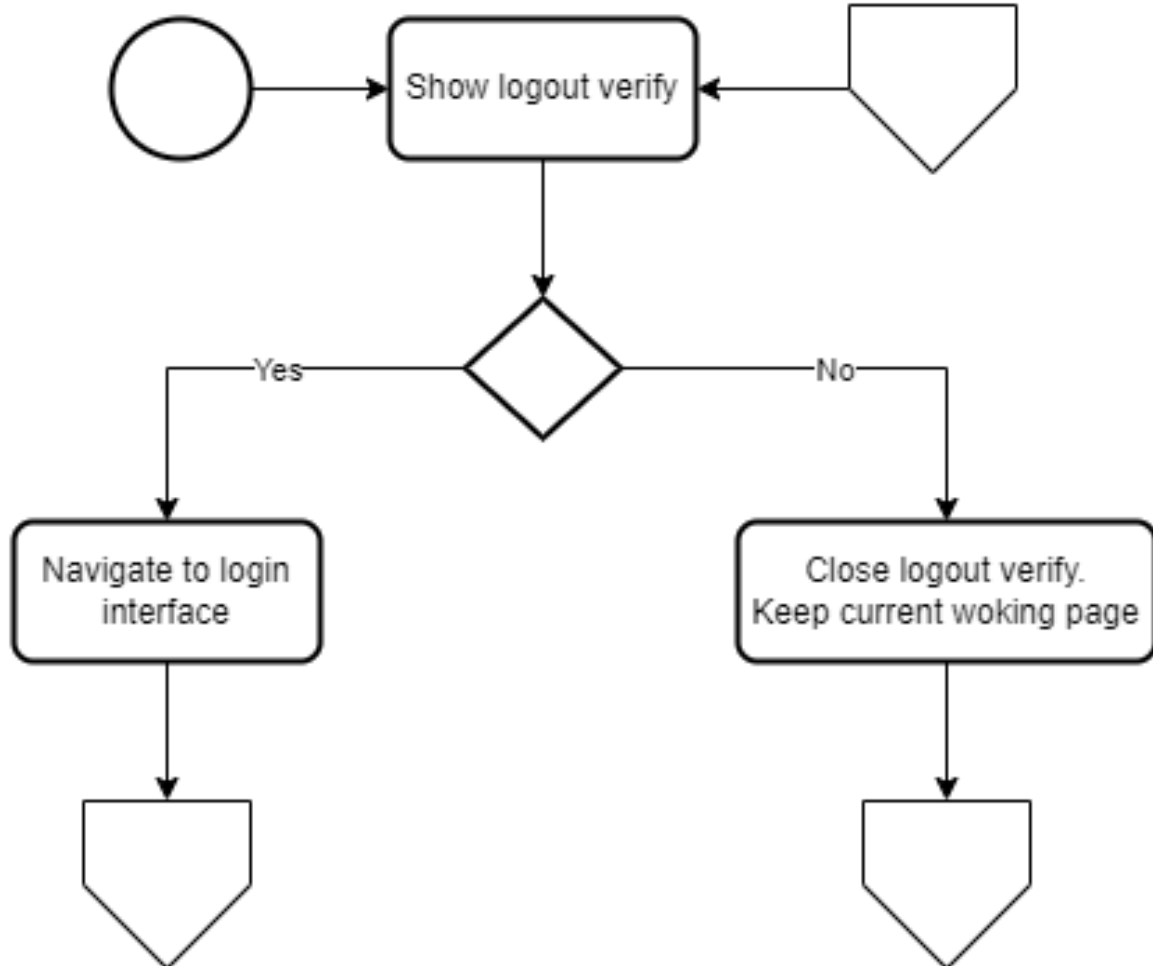 Show logout verify
Yes
No
Navigate to login
interface
Close logout verify.
Keep current woking page